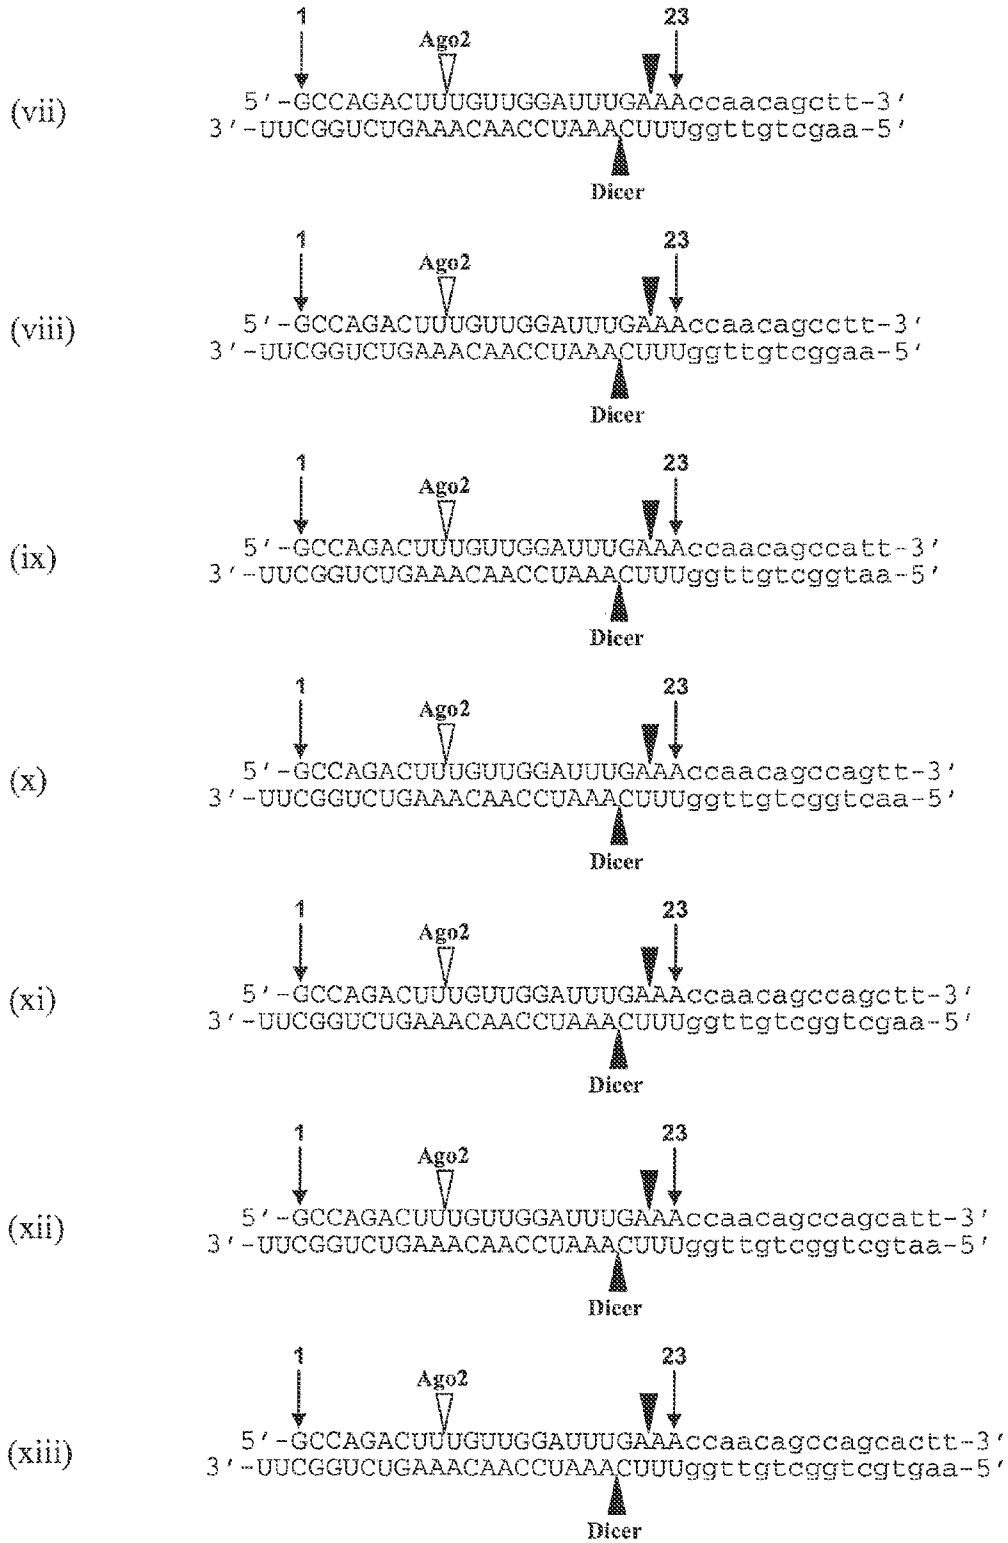 1 23
Ago2
(vii)
5'-GCCAGACUUUGUUGGAUUUGAAAccaacagctt-3'
3'-UUCGGUCUGAAACAACCUAAACUUUggttgtcgaa-5'
Dicer
1 23
Ago2
(viii)
5'-GCCAGACUUUGUUGGAUUUGAAAccaacagcctt-3'
3'-UUCGGUCUGAAACAACCUAAACUUUggttgtcggaa-5'
Dicer
1 23
Ago2
(ix)
5'-GCCAGACUUUGUUGGAUUUGAAAccaacagccatt-3'
3'-UUCGGUCUGAAACAACCUAAACUUUggttgtcggtaa-5'
Dicer
1 23
Ago2
(x)
5'-GCCAGACUUUGUUGGAUUUGAAAccaacagccagtt-3'
3'-UUCGGUCUGAAACAACCUAAACUUUggttgtcggtcaa-5'
Dicer
1 23
Ago2
(xi)
5'-GCCAGACUUUGUUGGAUUUGAAAccaacagccagctt-3'
3'-UUCGGUCUGAAACAACCUAAACUUUggttgtcggtcgaa-5'
Dicer
1 23
Ago2
(xii)
5'-GCCAGACUUUGUUGGAUUUGAAAccaacagccagcatt-3'
3'-UUCGGUCUGAAACAACCUAAACUUUggttgtcggtcgtaa-5'
Dicer
1 23
Ago2
(xiii)
5'-GCCAGACUUUGUUGGAUUUGAAAccaacagccagcactt-3'
3'-UUCGGUCUGAAACAACCUAAACUUUggttgtcggtcgtgaa-5'
Dicer